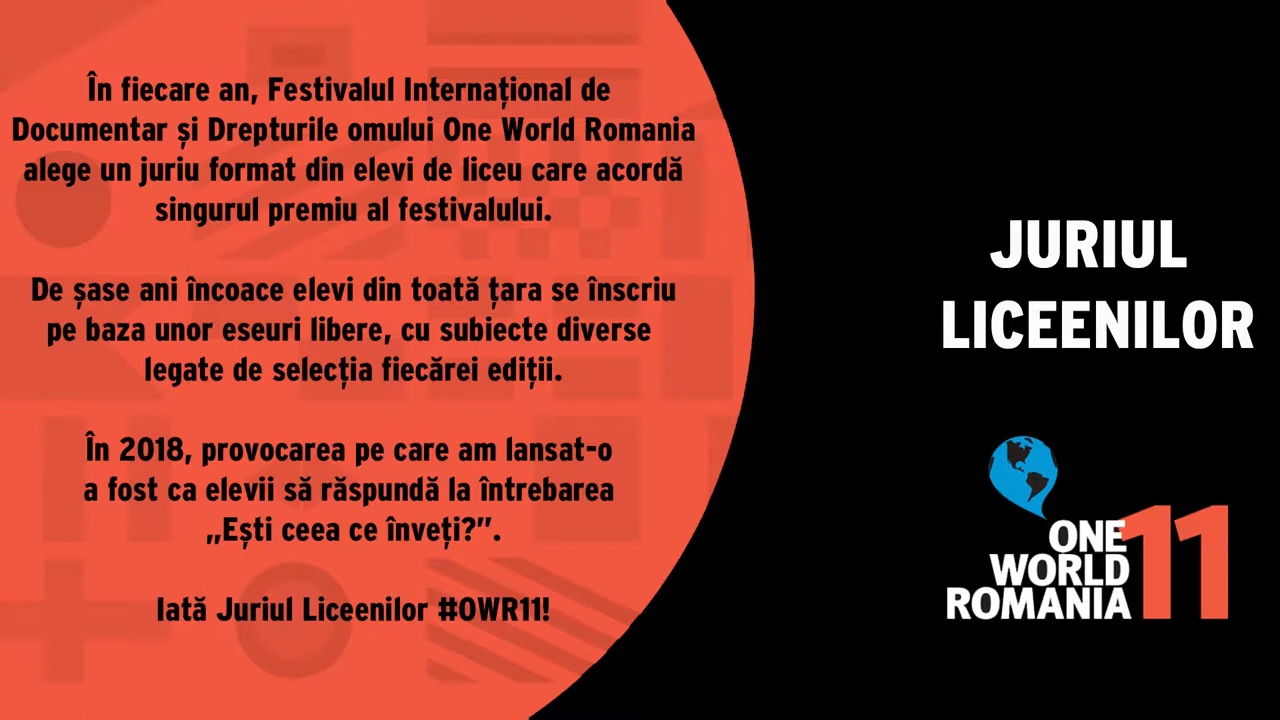 În fiecare an, Festivalul Internațional de
Documentar și Drepturile omului One World Romania
alege un juriu format din elevi de liceu care acordă
singurul premiu al festivalului.
De șase ani încoace elevi din toată țara se înscriu
pe baza unor eseuri libere, cu subiecte diverse
legate de selecția fiecărei ediții.
În 2018, provocarea pe care am lansat-o
a fost ca elevii să răspundă la întrebarea
„Ești ceea ce înveți?”.
Iată Juriul Liceenilor #OWR11!
JURIUL
LICEENILOR
ONE
WORLD
ROMANIA 11